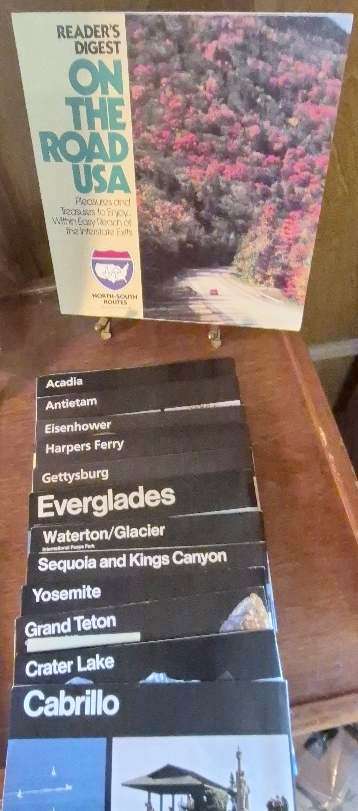 READER'S
DIGEST
ON
THE
ROAD
USA
Pleasures and
Treasures to Enjoy...
Within Easy Reach of
the Interstate Exits
NORTH-SOUTH
ROUTES
Acadia
Antietam
Eisenhower
Harpers Ferry
Gettysburg
Everglades
Waterton/Glacier
International Peace Park
Sequoia and Kings Canyon
Yosemite
Grand Teton
Crater Lake
Cabrillo